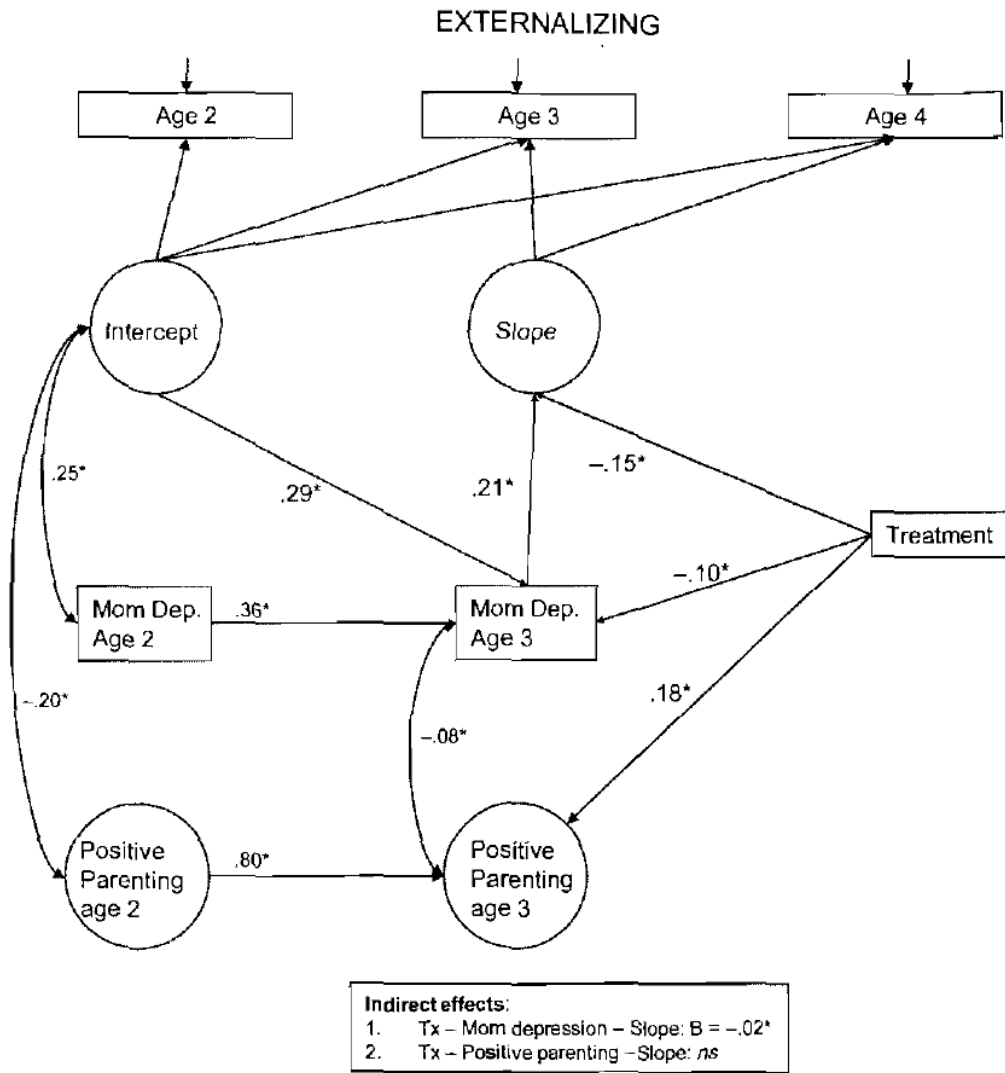 EXTERNALIZING
Age 2
Age 3
Age 4
Intercept
Slope
.25*
.29*
.21*
–.15*
Treatment
–.10*
Mom Dep.
Age 2
.36*
Mom Dep.
Age 3
–.20*
–.08*
.18*
Positive
Parenting
age 2
.80*
Positive
Parenting
age 3
Indirect effects:
1. Tx – Mom depression – Slope: B = –.02*
2. Tx – Positive parenting –Slope: ns